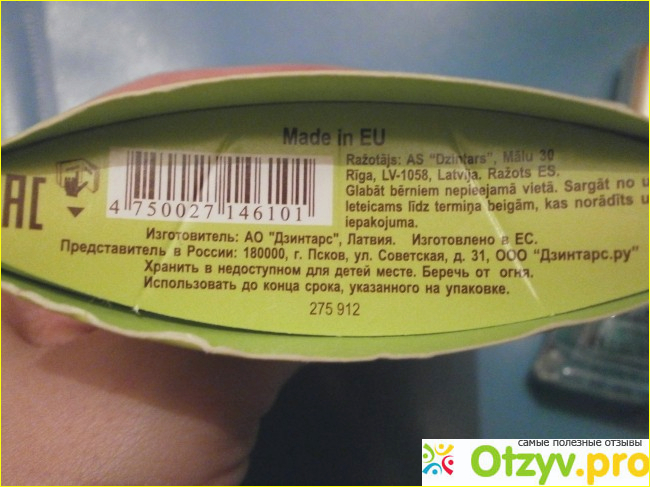 Made in EU
Ražotājs: AS "Dzintars", Mālu 30
Rīga, LV-1058, Latvija. Ražots ES.
Glabāt bērniem nepieejamā vietā. Sargāt no
Ieteicams līdz termiņa beigām, kas norādīts
iepakojuma.
EAC
4 750027 146101
Изготовитель: АО "Дзинтарс", Латвия. Изготовлено в ЕС.
Представитель в России: 180000, г. Псков, ул. Советская, д. 31, ООО "Дзинтарс.ру"
Хранить в недоступном для детей месте. Беречь от огня.
Использовать до конца срока, указанного на упаковке.
275 912
самые полезные отзывы
Otzyv.pro